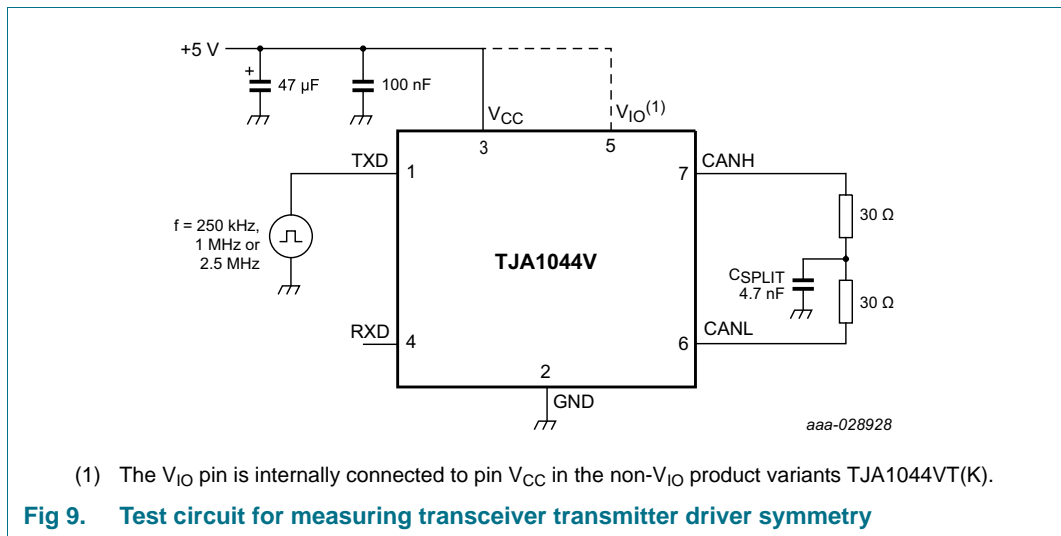 +5 V
+
47 µF
100 nF
VCC
VIO(1)
3
5
TXD
1
7
CANH
f = 250 kHz,
1 MHz or
2.5 MHz
30 Ω
TJA1044V
CSPLIT
4.7 nF
30 Ω
RXD
4
6
CANL
2
GND
aaa-028928
(1) The VIO pin is internally connected to pin VCC in the non-VIO product variants TJA1044VT(K).
Fig 9. Test circuit for measuring transceiver transmitter driver symmetry